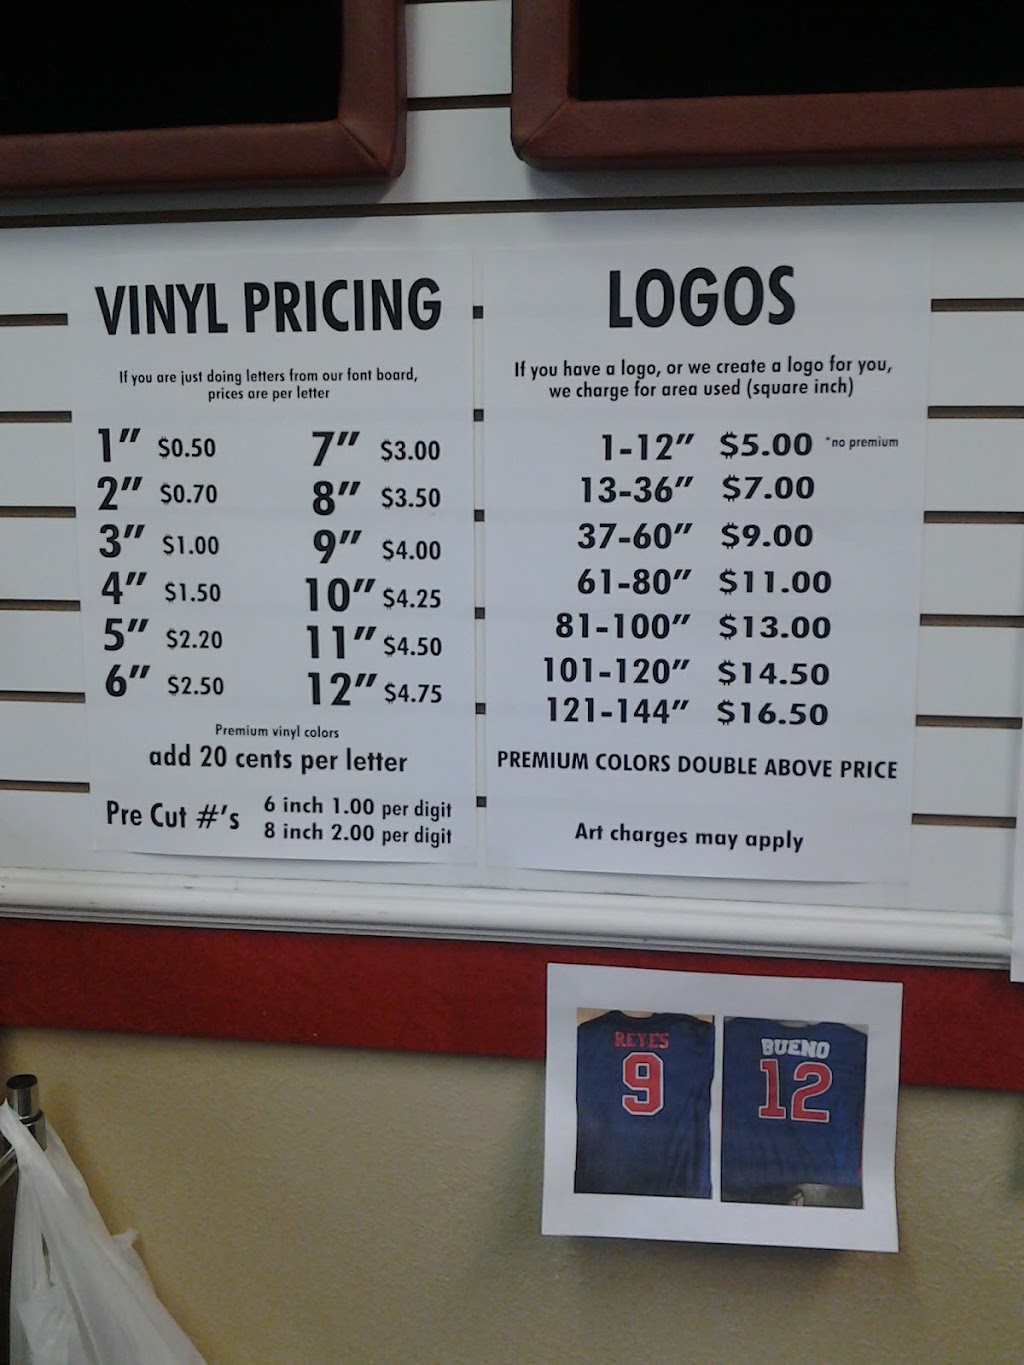 VINYL PRICING
If you are just doing letters from our font board,
prices are per letter
1" $0.50
2" $0.70
3" $1.00
4" $1.50
5" $2.20
6" $2.50
7" $3.00
8" $3.50
9" $4.00
10" $4.25
11" $4.50
12" $4.75
Premium vinyl colors
add 20 cents per letter
Pre Cut #'s
6 inch 1.00 per digit
8 inch 2.00 per digit
LOGOS
If you have a logo, or we create a logo for you,
we charge for area used (square inch)
1-12" $5.00 *no premium
13-36" $7.00
37-60" $9.00
61-80" $11.00
81-100" $13.00
101-120" $14.50
121-144" $16.50
PREMIUM COLORS DOUBLE ABOVE PRICE
Art charges may apply
REYES
9
BUENO
12